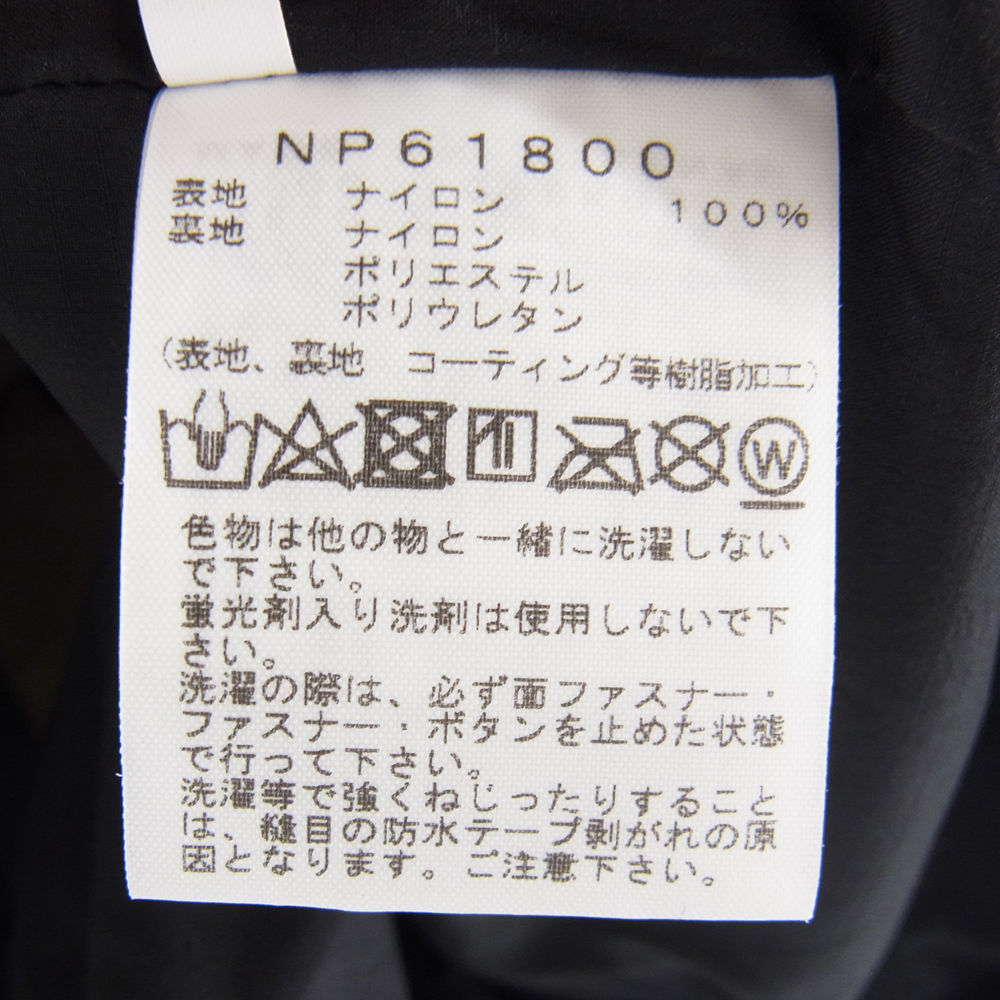 NP61800
表地 ナイロン 100%
裏地 ナイロン
ポリエステル
ポリウレタン
(表地、裏地 コーティング等樹脂加工)
W
色物は他の物と一緒に洗濯しない
で下さい。
蛍光剤入り洗剤は使用しないで下
さい。
洗濯の際は、必ず面ファスナー・
ファスナー・ボタンを止めた状態
で行って下さい。
洗濯等で強くねじったりすること
は、縫目の防水テープ剥がれの原
因となります。ご注意下さい。